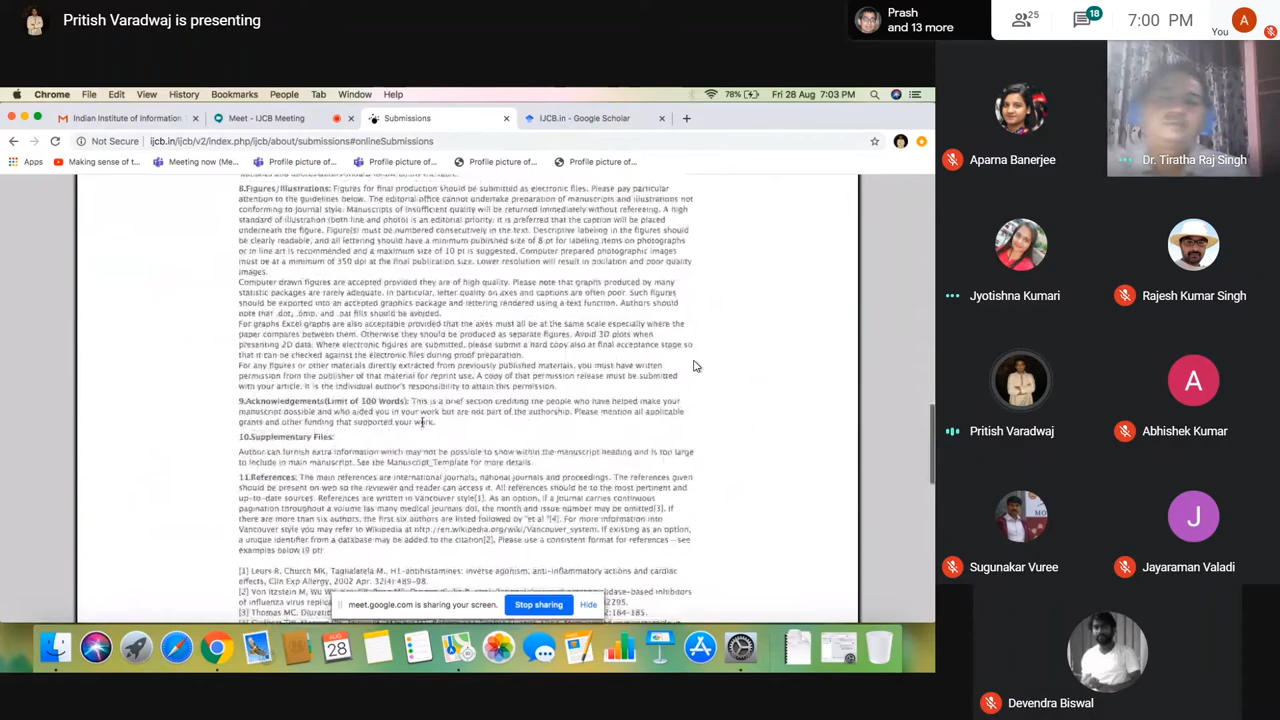 Pritish Varadwaj is presenting
Prash
and 13 more
25
18
7:00 PM
You
A
Chrome File Edit View History Bookmarks People Tab Window Help
78% Fri 28 Aug 7:03 PM
Indian Institute of Information
Meet - IJCB Meeting
Submissions
IJCB.in - Google Scholar
Not Secure ijcb.in/ijcb/v2/index.php/ijcb/about/submissions#onlineSubmissions
Apps
Making sense of t...
Meeting now (Me...
Profile picture of...
Profile picture of...
Profile picture of...
Profile picture of...
8.Figures/Illustrations: Figures for final production should be submitted as electronic files. Please pay particular
attention to the guidelines below. The editorial office cannot undertake preparation of manuscripts and illustrations not
conforming to journal style. Manuscripts of insufficient quality will be returned immediately without refereeing. A high
standard of illustration (both line and photo) is an editorial priority. It is preferred that the caption will be placed
underneath the figure. Figure(s) must be numbered consecutively in the text. Descriptive labeling in the figures should
be clearly readable, and all lettering should have a minimum published size of 8 pt for labeling items on photographs
or in line art is recommended and a maximum size of 10 pt is suggested. Computer prepared photographic images
must be at a minimum of 350 dpi at the final publication size. Lower resolution will result in pixilation and poor quality
images.
Computer drawn figures are accepted provided they are of high quality. Please note that graphs produced by many
statistic packages are rarely adequate. In particular, letter quality on axes and captions are often poor. Such figures
should be exported into an accepted graphics package and lettering rendered using a text function. Authors should
note that .dot, .bmp, and .pat fills should be avoided.
For graphs Excel graphs are also acceptable provided that the axes must all be at the same scale especially where the
paper compares between them. Otherwise they should be produced as separate figures. Avoid 3D plots when
presenting 2D data. Where electronic figures are submitted, please submit a hard copy also at final acceptance stage so
that it can be checked against the electronic files during proof preparation.
For any figures or other materials directly extracted from previously published materials, you must have written
permission from the publisher of that material for reprint use. A copy of that permission release must be submitted
with your article. It is the individual author's responsibility to attain this permission.
9.Acknowledgements(Limit of 100 Words): This is a brief section crediting the people who have helped make your
manuscript possible and who aided you in your work but are not part of the authorship. Please mention all applicable
grants and other funding that supported your work.
10.Supplementary Files:
Author can furnish extra information which may not be possible to show within the manuscript heading and is too large
to include in main manuscript. See the Manuscript_Template for more details.
11.References: The main references are international journals, national journals and proceedings. The references given
should be present on web so the reviewer and reader can access it. All references should be to the most pertinent and
up-to-date sources. References are written in Vancouver style[1]. As an option, if a journal carries continuous
pagination throughout a volume (as many medical journals do), the month and issue number may be omitted[3]. If
there are more than six authors, the first six authors are listed followed by "et al "[4]. For more information into
Vancouver style you may refer to Wikipedia at http://en.wikipedia.org/wiki/Vancouver_system. If existing as an option,
a unique identifier from a database may be added to the citation[2]. Please use a consistent format for references – see
examples below (9 pt)
[1] Leurs R, Church MK, Taglialatela M. H1-antihistamines: inverse agonism, anti-inflammatory actions and cardiac
effects. Clin Exp Allergy, 2002 Apr. 32(4):489-98.
[2] Von Itzstein M, Wu
of influenza virus
[3] Thomas MC.
meet.google.com is sharing your screen.
Stop sharing
Hide
AUG
28
Aparna Banerjee
Dr. Tiratha Raj Singh
Jyotishna Kumari
Rajesh Kumar Singh
Pritish Varadwaj
A
Abhishek Kumar
Sugunakar Vuree
J
Jayaraman Valadi
Devendra Biswal